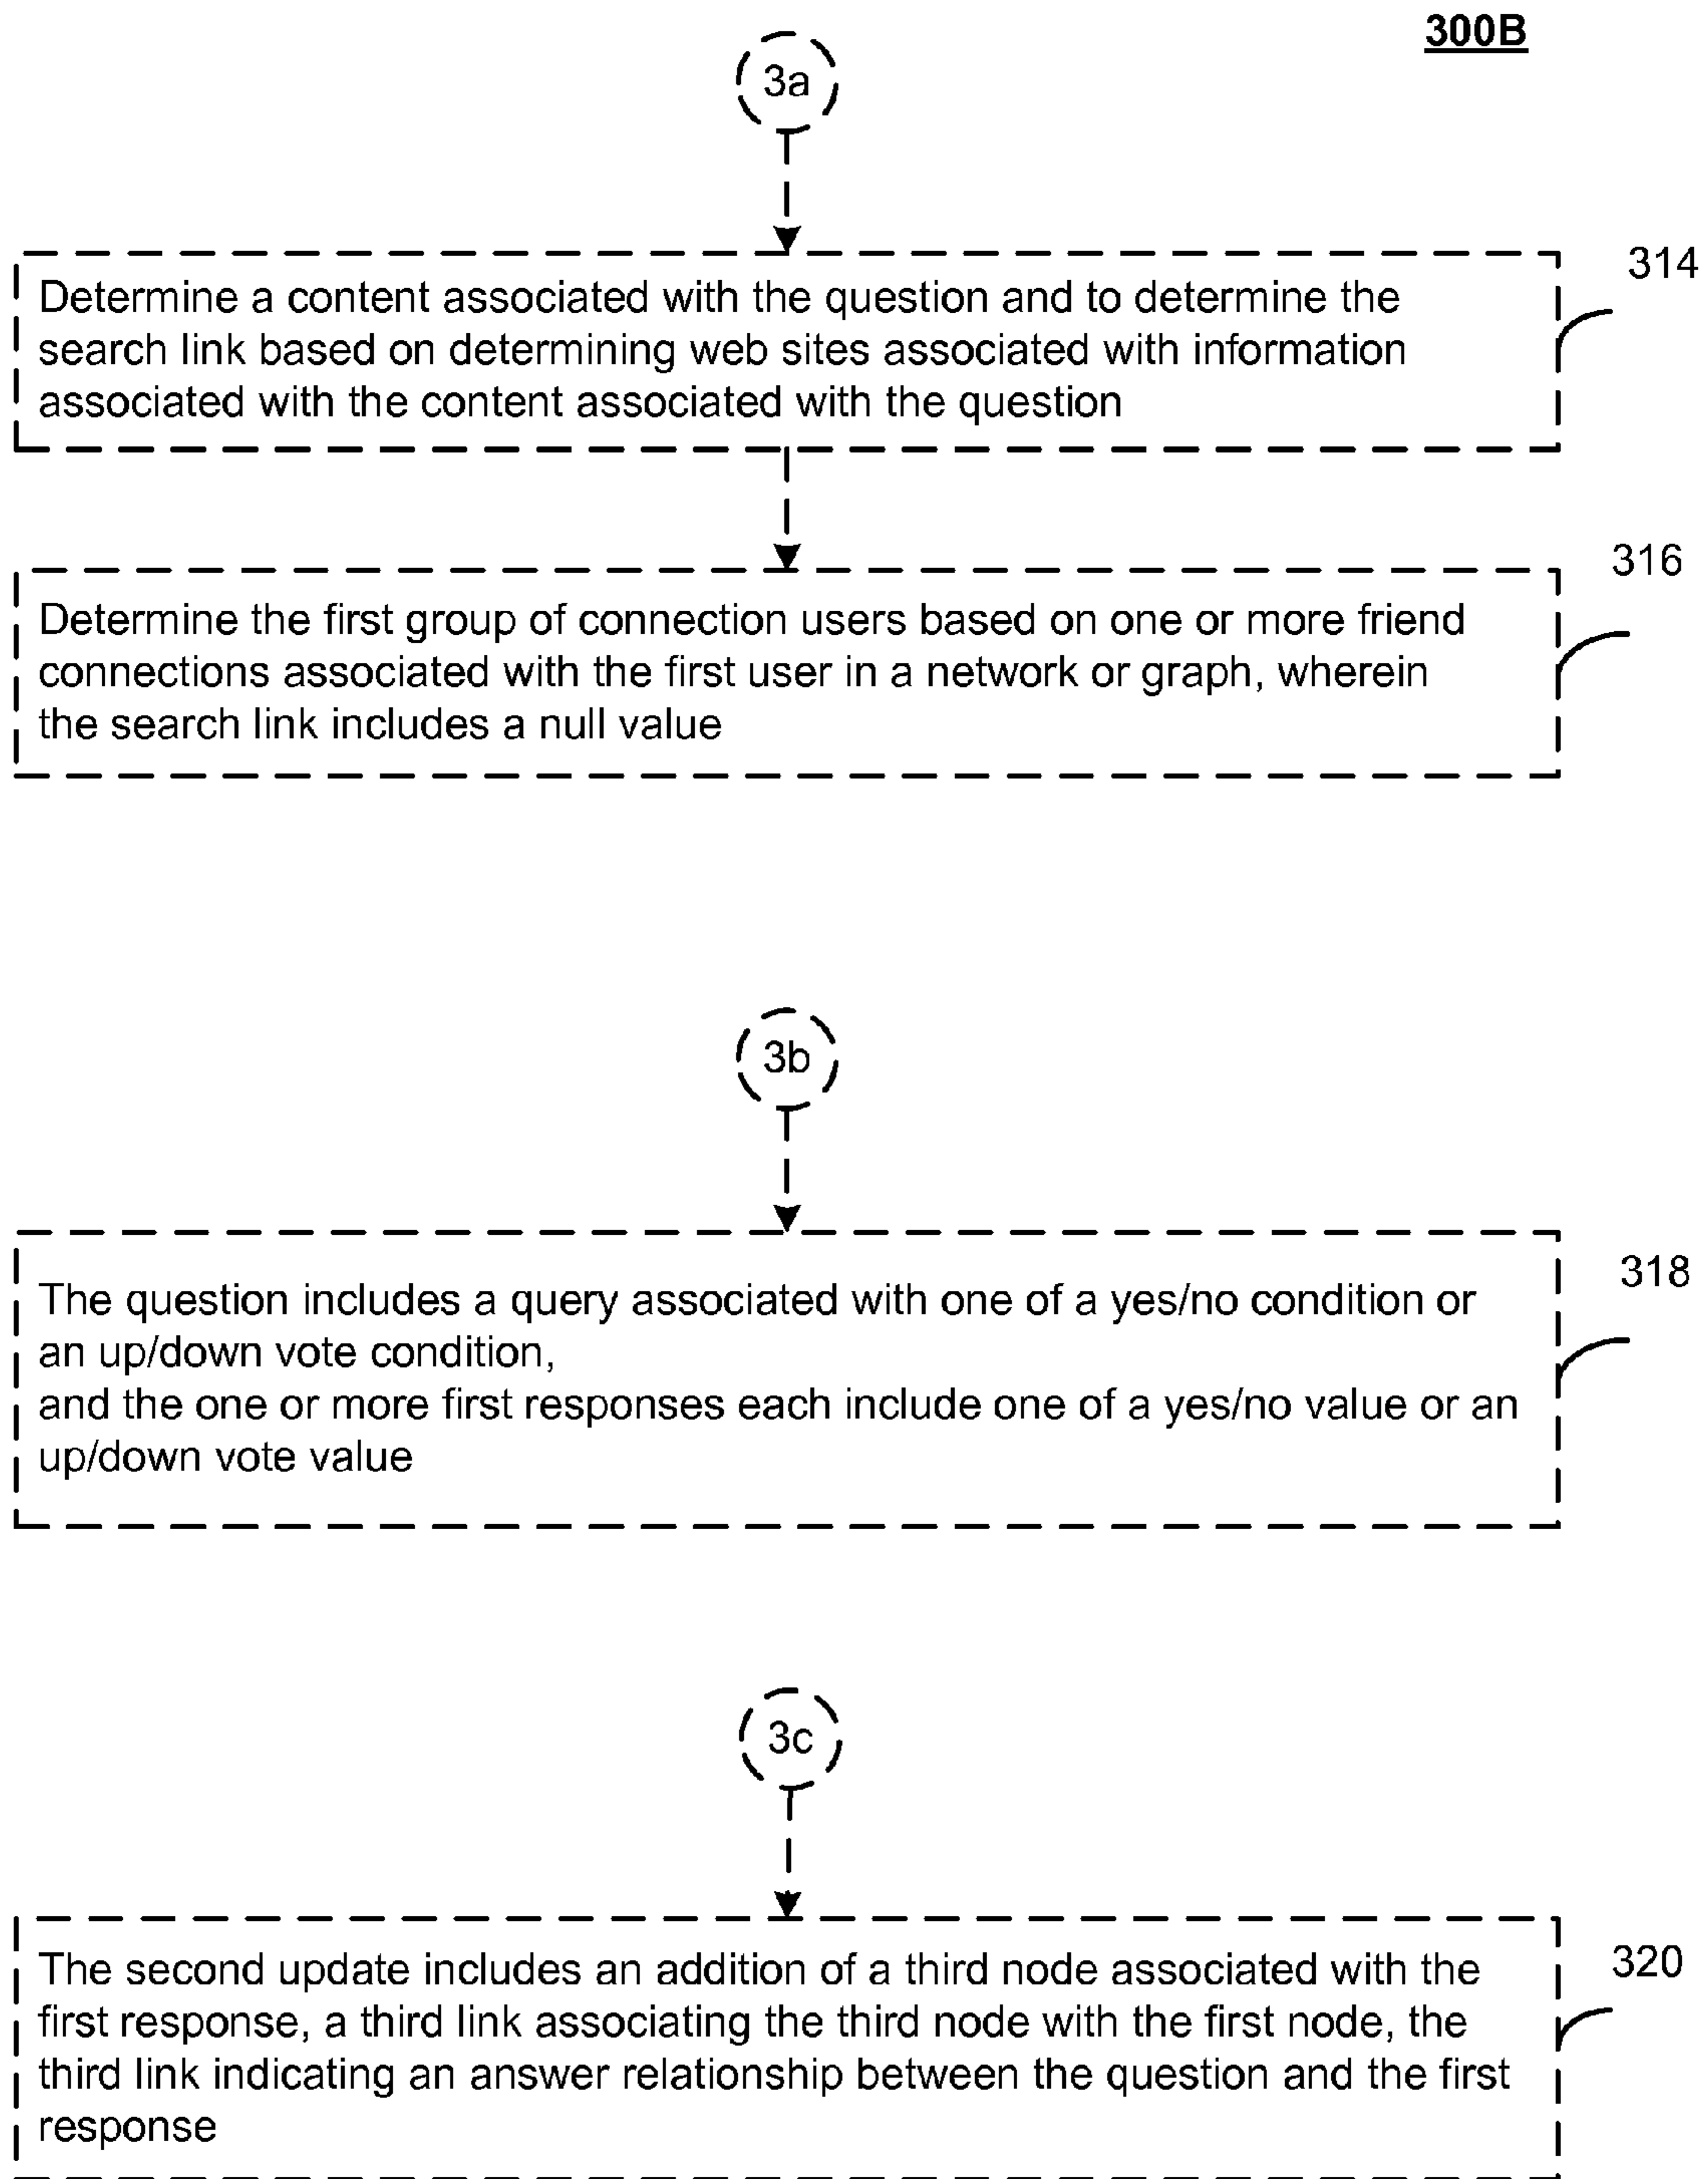 300B
3a
314
Determine a content associated with the question and to determine the
search link based on determining web sites associated with information
associated with the content associated with the question
316
Determine the first group of connection users based on one or more friend
connections associated with the first user in a network or graph, wherein
the search link includes a null value
3b
318
The question includes a query associated with one of a yes/no condition or
an up/down vote condition,
and the one or more first responses each include one of a yes/no value or an
up/down vote value
3c
320
The second update includes an addition of a third node associated with the
first response, a third link associating the third node with the first node, the
third link indicating an answer relationship between the question and the first
response